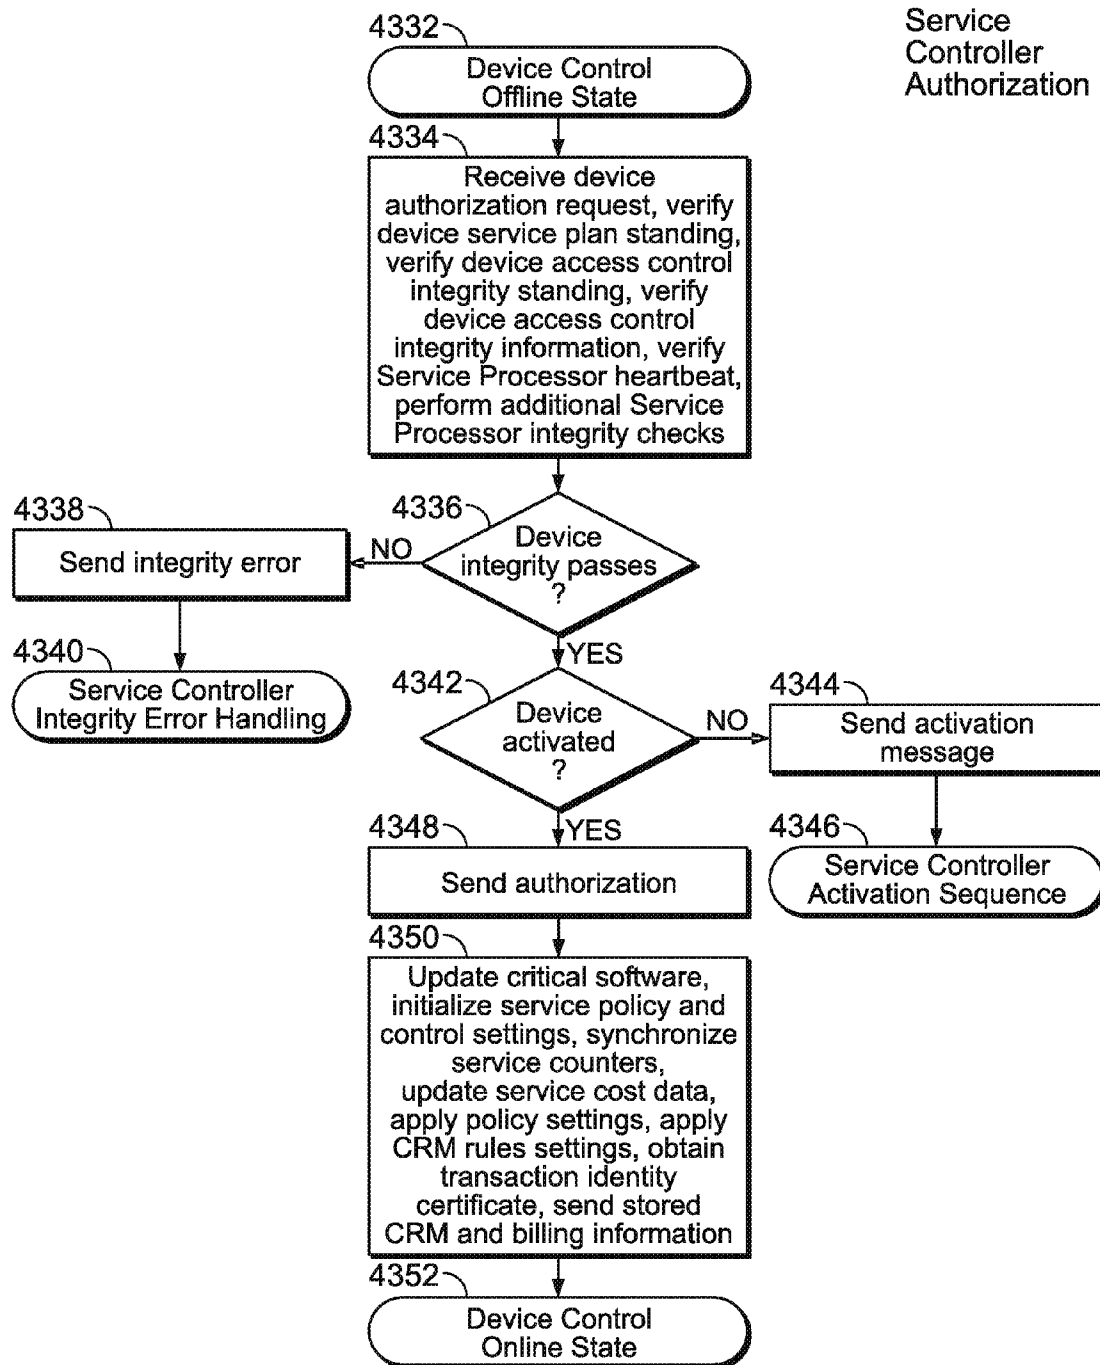 Service
Controller
Authorization
4332
Device Control
Offline State
4334
Receive device
authorization request, verify
device service plan standing,
verify device access control
integrity standing, verify
device access control
integrity information, verify
Service Processor heartbeat,
perform additional Service
Processor integrity checks
4336
Device
integrity passes
?
NO
4338
Send integrity error
4340
Service Controller
Integrity Error Handling
YES
4342
Device
activated
?
NO
4344
Send activation
message
4346
Service Controller
Activation Sequence
YES
4348
Send authorization
4350
Update critical software,
initialize service policy and
control settings, synchronize
service counters,
update service cost data,
apply policy settings, apply
CRM rules settings, obtain
transaction identity
certificate, send stored
CRM and billing information
4352
Device Control
Online State